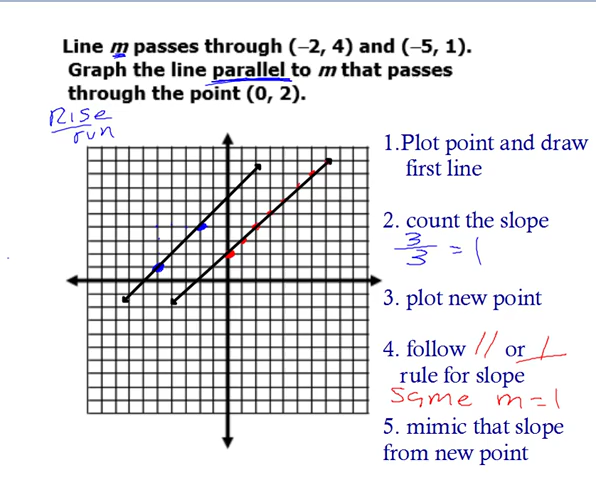 Line m passes through (–2, 4) and (–5, 1).
Graph the line parallel to m that passes
through the point (0, 2).
Rise
run
1.Plot point and draw
first line
2. count the slope
3/3 = 1
3. plot new point
4. follow // or ⊥
rule for slope
same m=1
5. mimic that slope
from new point